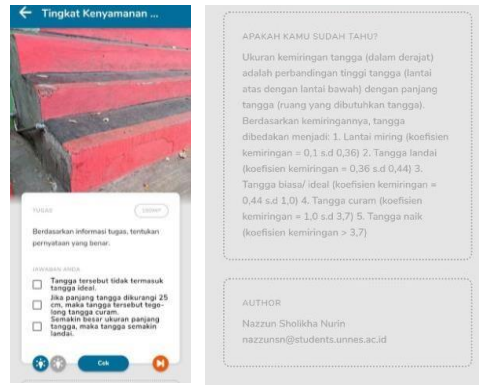 Tingkat Kenyamanan ...
TUGAS
Berdasarkan informasi tugas, tentukan
pernyataan yang benar.
JAWABAN ANDA
Tangga tersebut tidak termasuk
tangga ideal.
Jika panjang tangga dikurangi 25
cm, maka tangga tersebut tego-
long tangga curam.
Semakin besar ukuran panjang
tangga, maka tangga semakin
landai.
Cek
APAKAH KAMU SUDAH TAHU?
Ukuran kemiringan tangga (dalam derajat)
adalah perbandingan tinggi tangga (lantai
atas dengan lantai bawah) dengan panjang
tangga (ruang yang dibutuhkan tangga).
Berdasarkan kemiringannya, tangga
dibedakan menjadi: 1. Lantai miring (koefisien
kemiringan = 0,1 s.d 0,36) 2. Tangga landai
(koefisien kemiringan = 0,36 s.d 0,44) 3.
Tangga biasa/ ideal (koefisien kemiringan =
0,44 s.d 1,0) 4. Tangga curam (koefisien
kemiringan = 1,0 s.d 3,7) 5. Tangga naik
(koefisien kemiringan > 3,7)
AUTHOR
Nazzun Sholikha Nurin
nazzunsn@students.unnes.ac.id